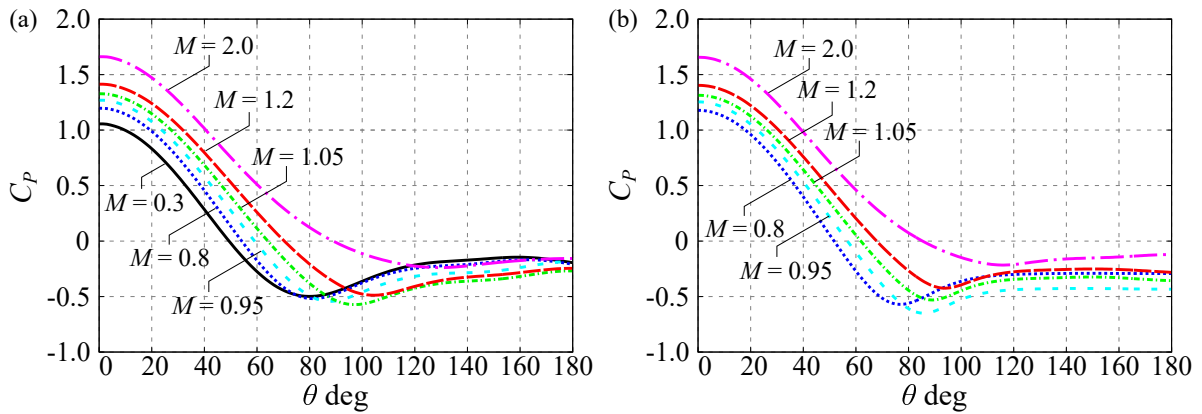 (a)
2.0
1.5
1.0
0.5
0
-0.5
-1.0
C_P
M = 2.0
M = 1.2
M = 1.05
M = 0.3
M = 0.8
M = 0.95
0 20 40 60 80 100 120 140 160 180
θ deg
(b)
2.0
1.5
1.0
0.5
0
-0.5
-1.0
C_P
M = 2.0
M = 1.2
M = 1.05
M = 0.8
M = 0.95
0 20 40 60 80 100 120 140 160 180
θ deg